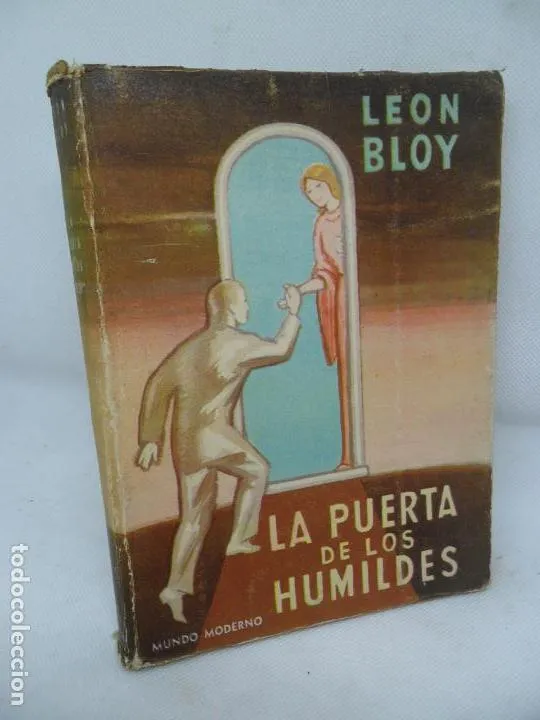 LEON
BLOY
LA PUERTA
DE LOS
HUMILDES
MUNDO MODERNO
todocoleccion